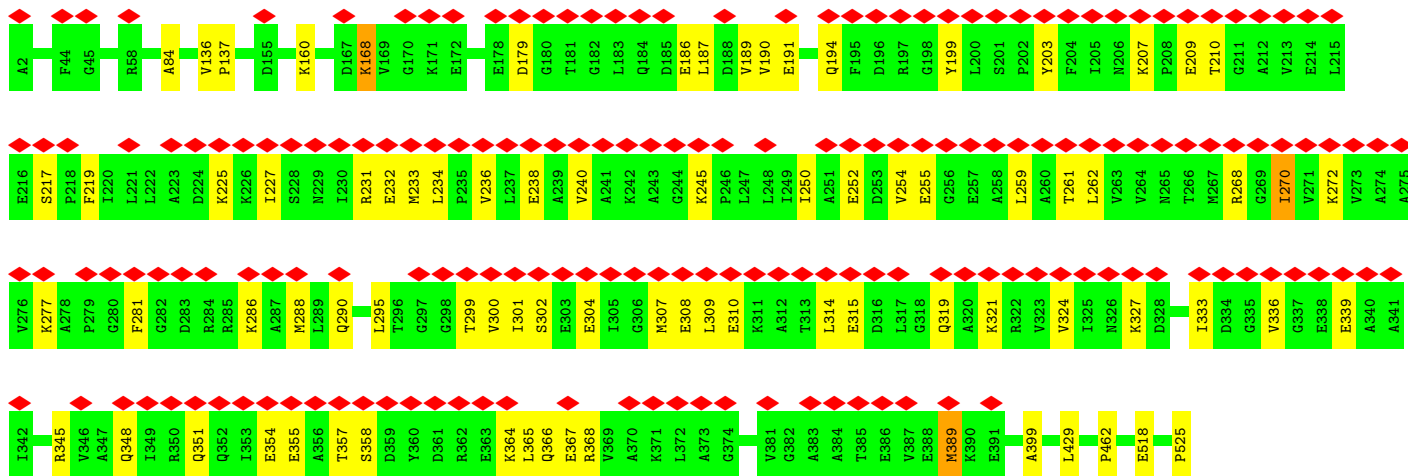 A2 F44 G45 R58 A84 V136 P137 D155 K160 D167 K168 V169 G170 K171 E172 E178 D179 G180 T181 G182 L183 Q184 D185 E186 L187 D188 V189 V190 E191 Q194 F195 D196 R197 G198 Y199 L200 S201 P202 Y203 F204 I205 N206 K207 P208 E209 T210 G211 A212 V213 E214 L215
E216 S217 P218 F219 I220 L221 L222 A223 D224 K225 K226 I227 S228 N229 I230 R231 E232 M233 L234 P235 V236 L237 E238 A239 V240 A241 K242 A243 G244 K245 P246 L247 L248 I249 I250 A251 E252 D253 V254 E255 G256 E257 A258 L259 A260 T261 L262 V263 V264 N265 T266 M267 R268 G269 I270 V271 K272 V273 A274 A275
V276 K277 A278 P279 G280 F281 G282 D283 R284 R285 K286 A287 M288 L289 Q290 L295 T296 G297 G298 T299 V300 I301 S302 E303 E304 I305 G306 M307 E308 L309 E310 K311 A312 T313 L314 E315 D316 L317 G318 Q319 A320 K321 R322 V323 V324 I325 N326 K327 D328 I333 D334 G335 V336 G337 E338 E339 A340 A341
I342 R345 V346 A347 Q348 I349 R350 Q351 Q352 I353 E354 E355 A356 T357 S358 D359 Y360 D361 R362 E363 K364 L365 Q366 E367 R368 V369 A370 K371 L372 A373 G374 V381 G382 A383 A384 T385 E386 V387 E388 M389 K390 E391 A399 L429 P462 E518 P525